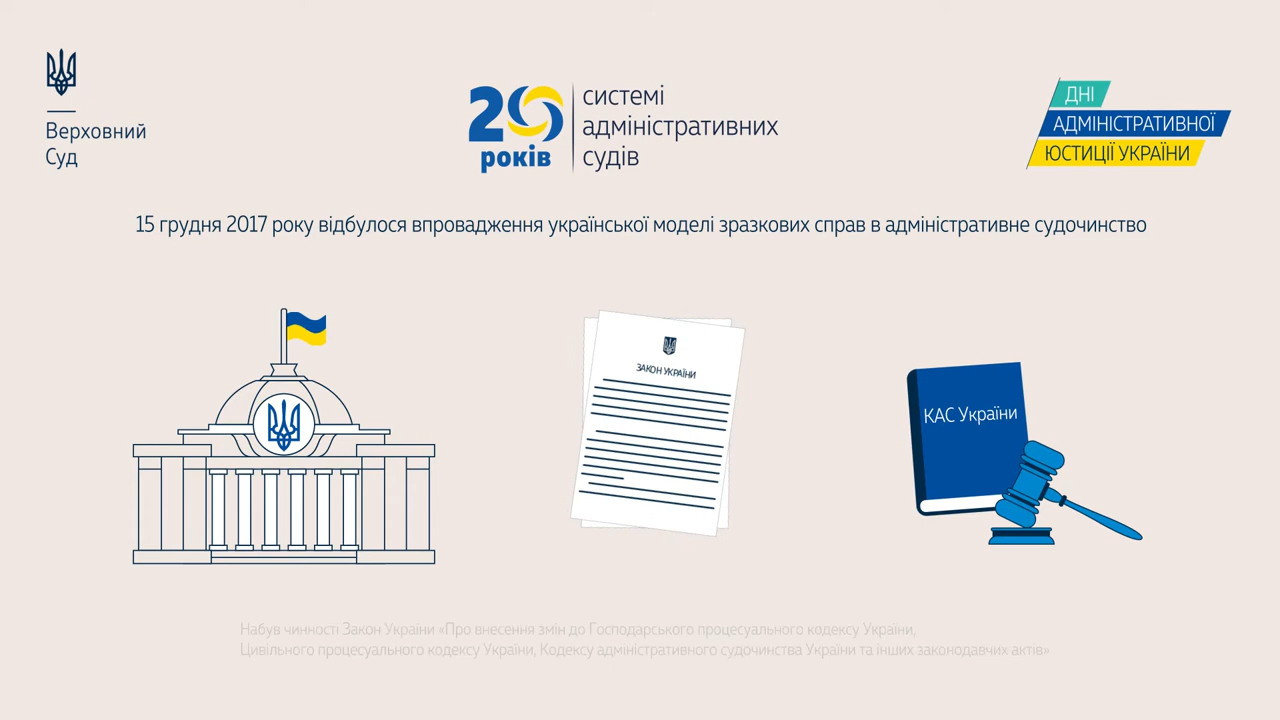 Верховний
Суд
20
років
системі
адміністративних
судів
ДНІ
АДМІНІСТРАТИВНОЇ
ЮСТИЦІЇ УКРАЇНИ
15 грудня 2017 року відбулося впровадження української моделі зразкових справ в адміністративне судочинство
ЗАКОН УКРАЇНИ
КАС України
Набув чинності Закон України «Про внесення змін до Господарського процесуального кодексу України,
Цивільного процесуального кодексу України, Кодексу адміністративного судочинства України та інших законодавчих актів»